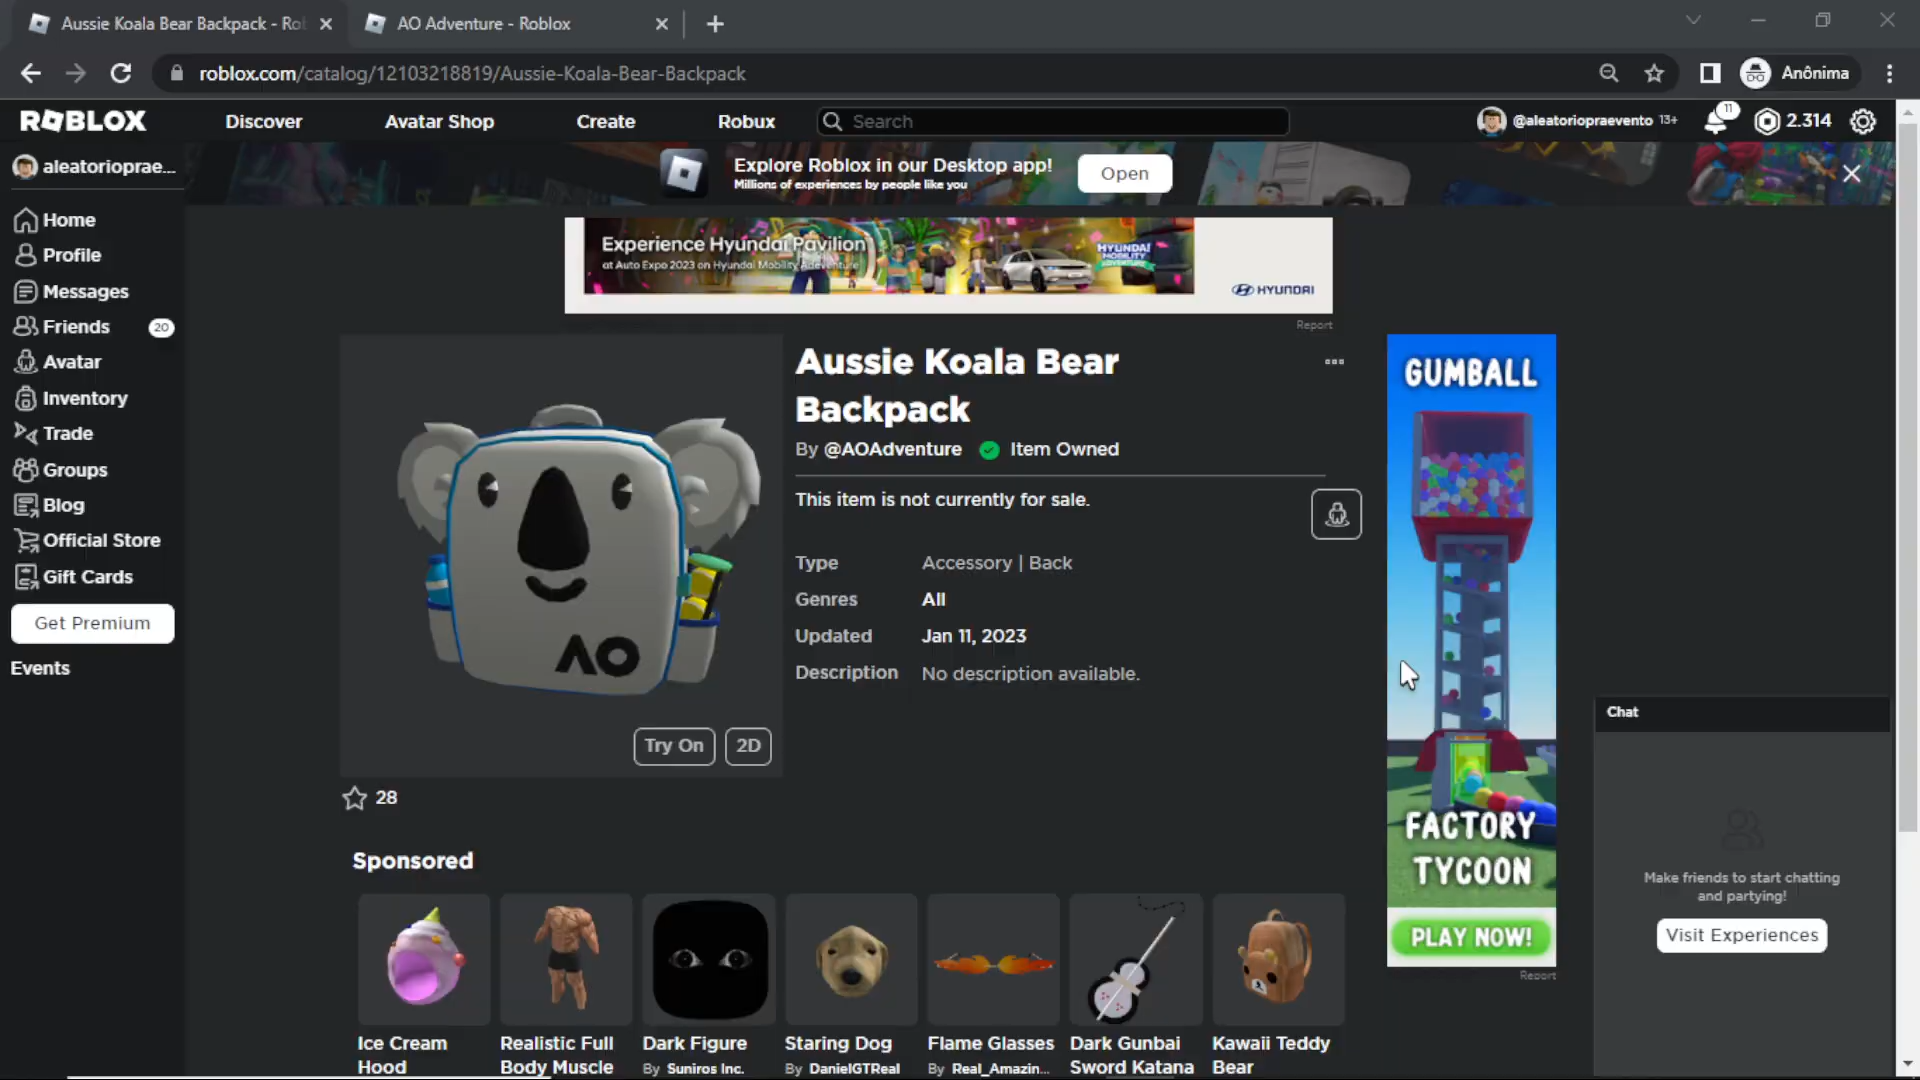 Aussie Koala Bear Backpack - Ro
AO Adventure - Roblox
roblox.com/catalog/12103218819/Aussie-Koala-Bear-Backpack
Anônima
ROBLOX
Discover
Avatar Shop
Create
Robux
Search
@aleatoriopraevento 13+
11
2.314
aleatorioprae...
Explore Roblox in our Desktop app!
Millions of experiences by people like you
Open
Home
Profile
Messages
Friends
20
Avatar
Inventory
Trade
Groups
Blog
Official Store
Gift Cards
Get Premium
Events
Experience Hyundai Pavilion
at Auto Expo 2023 on Hyundai Mobility Adventure
HYUNDAI
MOBILITY
ADVENTURE
HYUNDAI
Report
Aussie Koala Bear
Backpack
By @AOAdventure
Item Owned
This item is not currently for sale.
Type
Accessory | Back
Genres
All
Updated
Jan 11, 2023
Description
No description available.
AO
Try On
2D
28
GUMBALL
FACTORY
TYCOON
PLAY NOW!
Report
Chat
Make friends to start chatting
and partying!
Visit Experiences
Sponsored
Ice Cream
Hood
Realistic Full
Body Muscle
Dark Figure
By Suniros Inc.
Staring Dog
By DanielGTReal
Flame Glasses
By Real_Amazin...
Dark Gunbai
Sword Katana
Kawaii Teddy
Bear